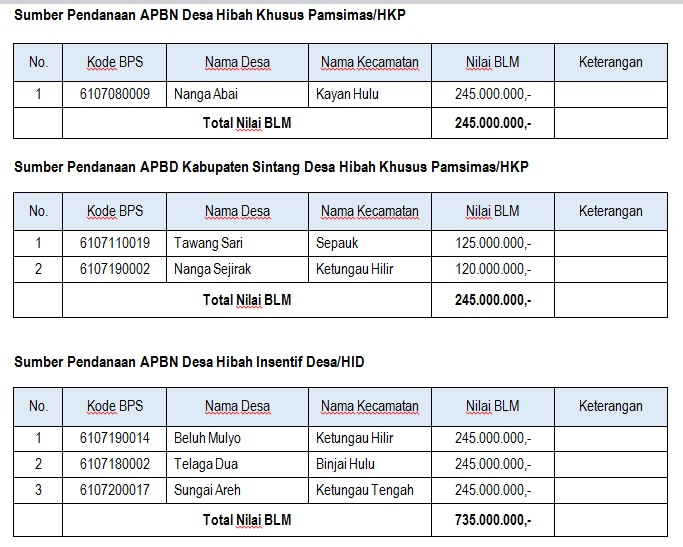 Sumber Pendanaan APBN Desa Hibah Khusus Pamsimas/HKP
No. Kode BPS Nama Desa Nama Kecamatan Nilai BLM Keterangan
1 6107080009 Nanga Abai Kayan Hulu 245.000.000,-
Total Nilai BLM 245.000.000,-
Sumber Pendanaan APBD Kabupaten Sintang Desa Hibah Khusus Pamsimas/HKP
No. Kode BPS Nama Desa Nama Kecamatan Nilai BLM Keterangan
1 6107110019 Tawang Sari Sepauk 125.000.000,-
2 6107190002 Nanga Sejirak Ketungau Hilir 120.000.000,-
Total Nilai BLM 245.000.000,-
Sumber Pendanaan APBN Desa Hibah Insentif Desa/HID
No. Kode BPS Nama Desa Nama Kecamatan Nilai BLM Keterangan
1 6107190014 Beluh Mulyo Ketungau Hilir 245.000.000,-
2 6107180002 Telaga Dua Binjai Hulu 245.000.000,-
3 6107200017 Sungai Areh Ketungau Tengah 245.000.000,-
Total Nilai BLM 735.000.000,-